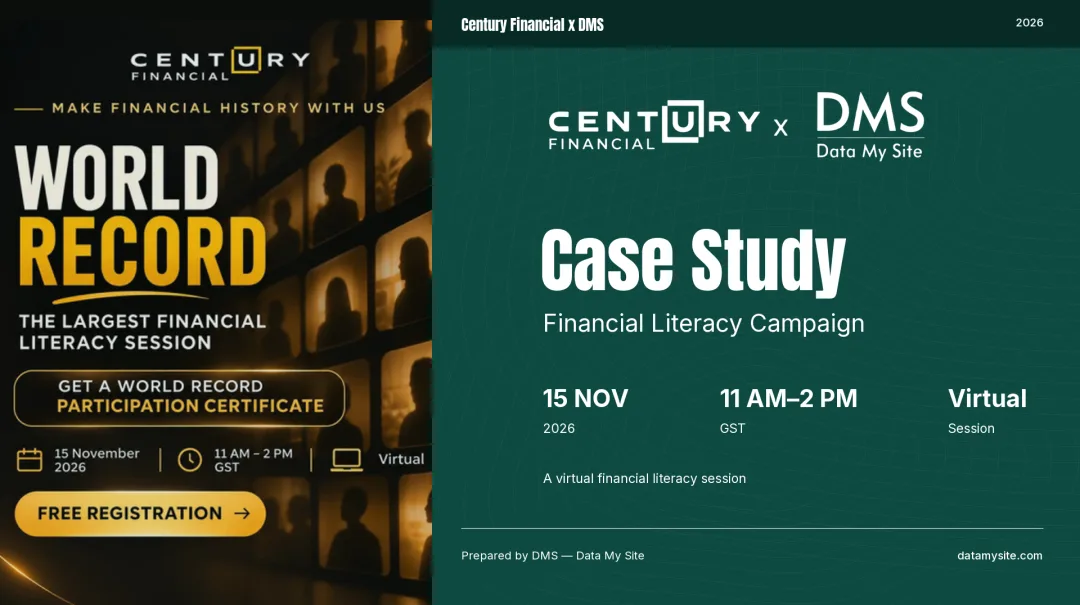 CENTURY
FINANCIAL
MAKE FINANCIAL HISTORY WITH US
WORLD
RECORD
THE LARGEST FINANCIAL
LITERACY SESSION
GET A WORLD RECORD
PARTICIPATION CERTIFICATE
15 November
2026
11 AM – 2 PM
GST
Virtual
FREE REGISTRATION →
Century Financial x DMS
2026
CENTURY
FINANCIAL
x
DMS
Data My Site
Case Study
Financial Literacy Campaign
15 NOV
2026
11 AM–2 PM
GST
Virtual
Session
A virtual financial literacy session
Prepared by DMS — Data My Site
datamysite.com